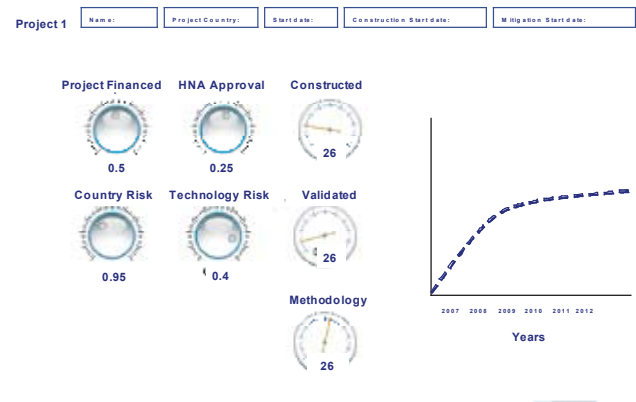 Project 1
Name:
Project Country:
Start date:
Construction Start date:
Mitigation Start date:
Project Financed
HNA Approval
Constructed
0.5
0.25
26
Country Risk
Technology Risk
Validated
0.95
0.4
26
Methodology
26
2007 2008 2009 2010 2011 2012
Years